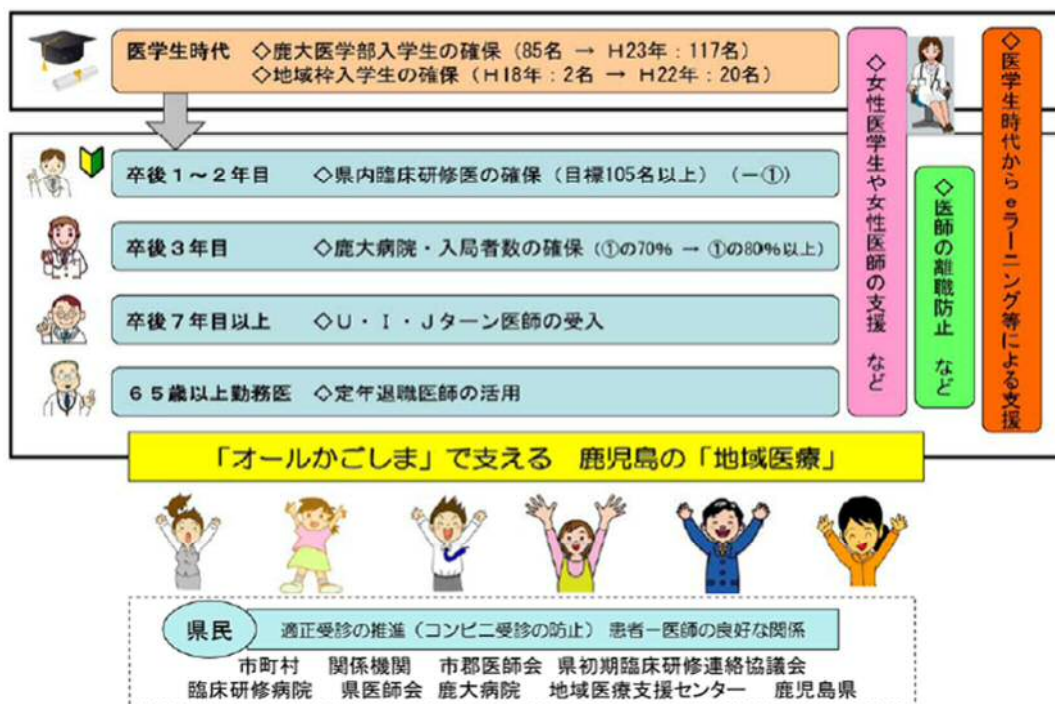 医学生時代 ◇鹿大医学部入学生の確保（85名 → H23年：117名）
◇地域枠入学生の確保（H18年：2名 → H22年：20名）
卒後1～2年目 ◇県内臨床研修医の確保（目標105名以上）（－①）
卒後3年目 ◇鹿大病院・入局者数の確保（①の70% → ①の80%以上）
卒後7年目以上 ◇U・I・Jターン医師の受入
65歳以上勤務医 ◇定年退職医師の活用
◇女性医学生や女性医師の支援 など
◇医師の離職防止 など
◇医学生時代からeラーニング等による支援
「オールかごしま」で支える 鹿児島の「地域医療」
県民 適正受診の推進（コンビニ受診の防止） 患者－医師の良好な関係
市町村 関係機関 市郡医師会 県初期臨床研修連絡協議会
臨床研修病院 県医師会 鹿大病院 地域医療支援センター 鹿児島県